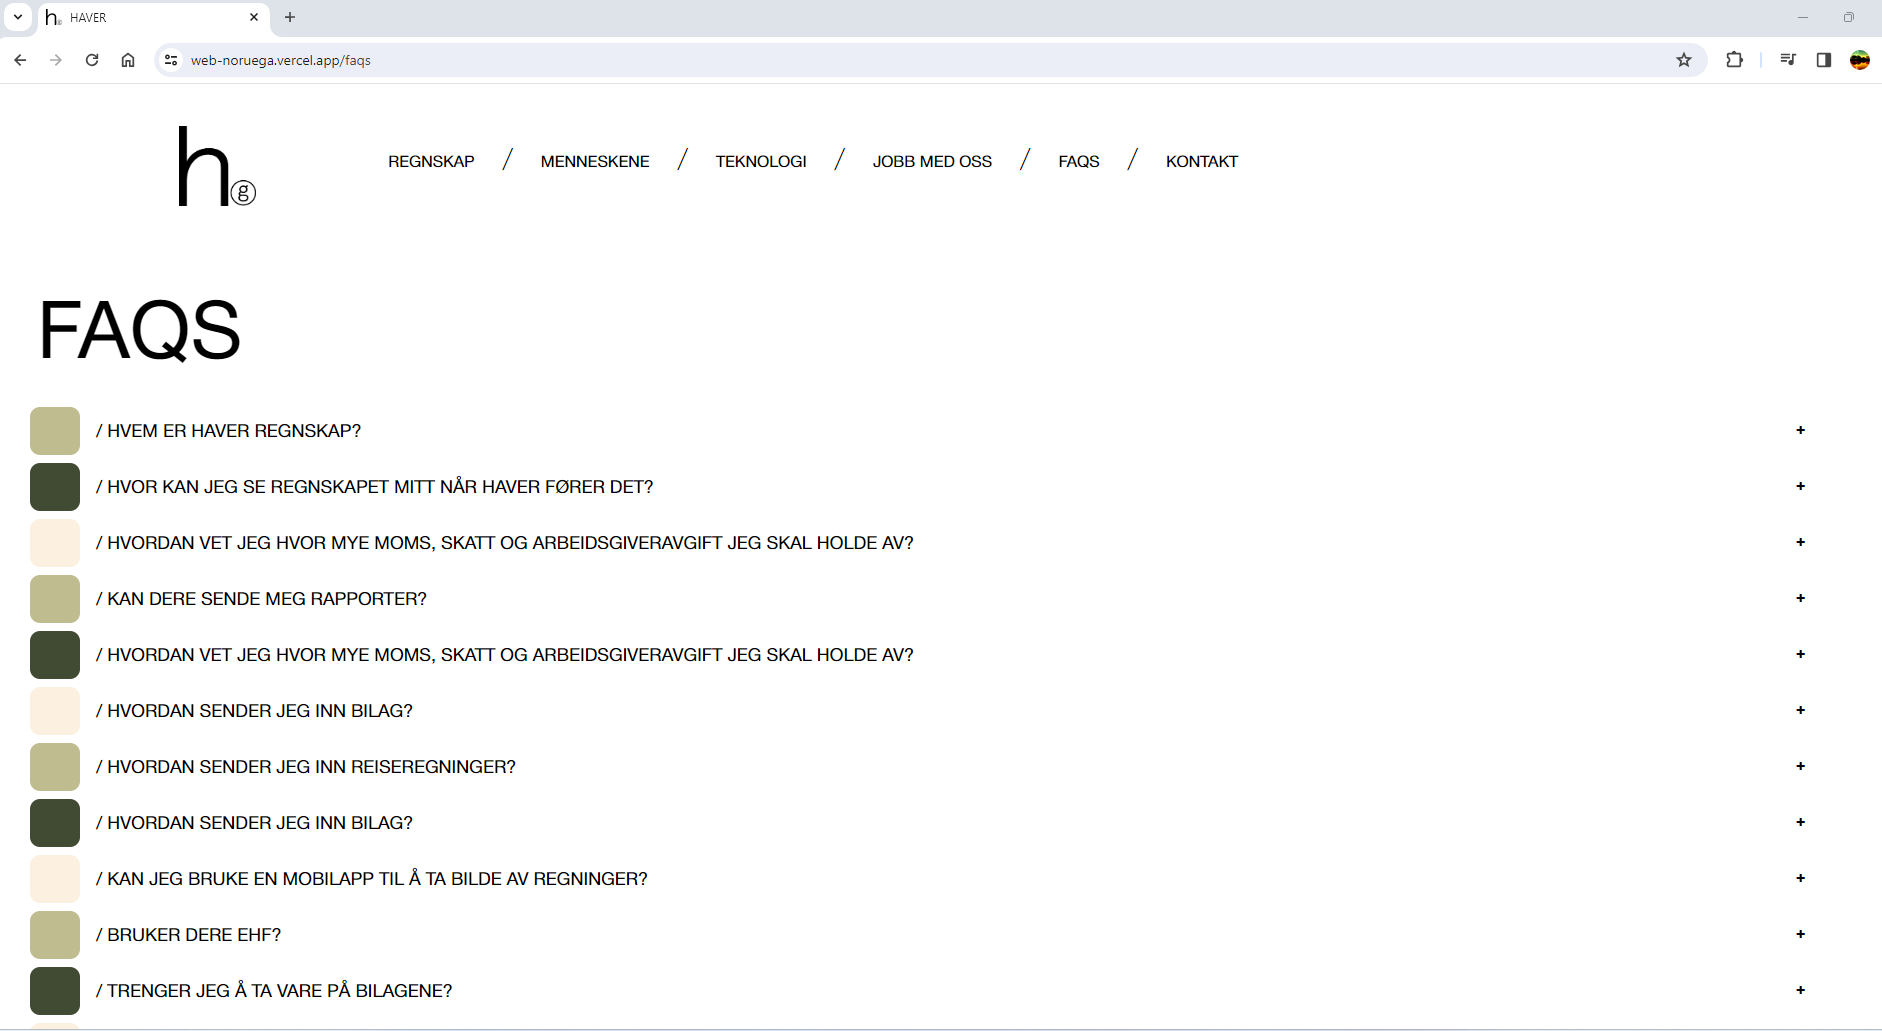 HAVER
web-noruega.vercel.app/faqs
hg
REGNSKAP / MENNESKENE / TEKNOLOGI / JOBB MED OSS / FAQS / KONTAKT
FAQS
/ HVEM ER HAVER REGNSKAP? +
/ HVOR KAN JEG SE REGNSKAPET MITT NÅR HAVER FØRER DET? +
/ HVORDAN VET JEG HVOR MYE MOMS, SKATT OG ARBEIDSGIVERAVGIFT JEG SKAL HOLDE AV? +
/ KAN DERE SENDE MEG RAPPORTER? +
/ HVORDAN VET JEG HVOR MYE MOMS, SKATT OG ARBEIDSGIVERAVGIFT JEG SKAL HOLDE AV? +
/ HVORDAN SENDER JEG INN BILAG? +
/ HVORDAN SENDER JEG INN REISEREGNINGER? +
/ HVORDAN SENDER JEG INN BILAG? +
/ KAN JEG BRUKE EN MOBILAPP TIL Å TA BILDE AV REGNINGER? +
/ BRUKER DERE EHF? +
/ TRENGER JEG Å TA VARE PÅ BILAGENE? +